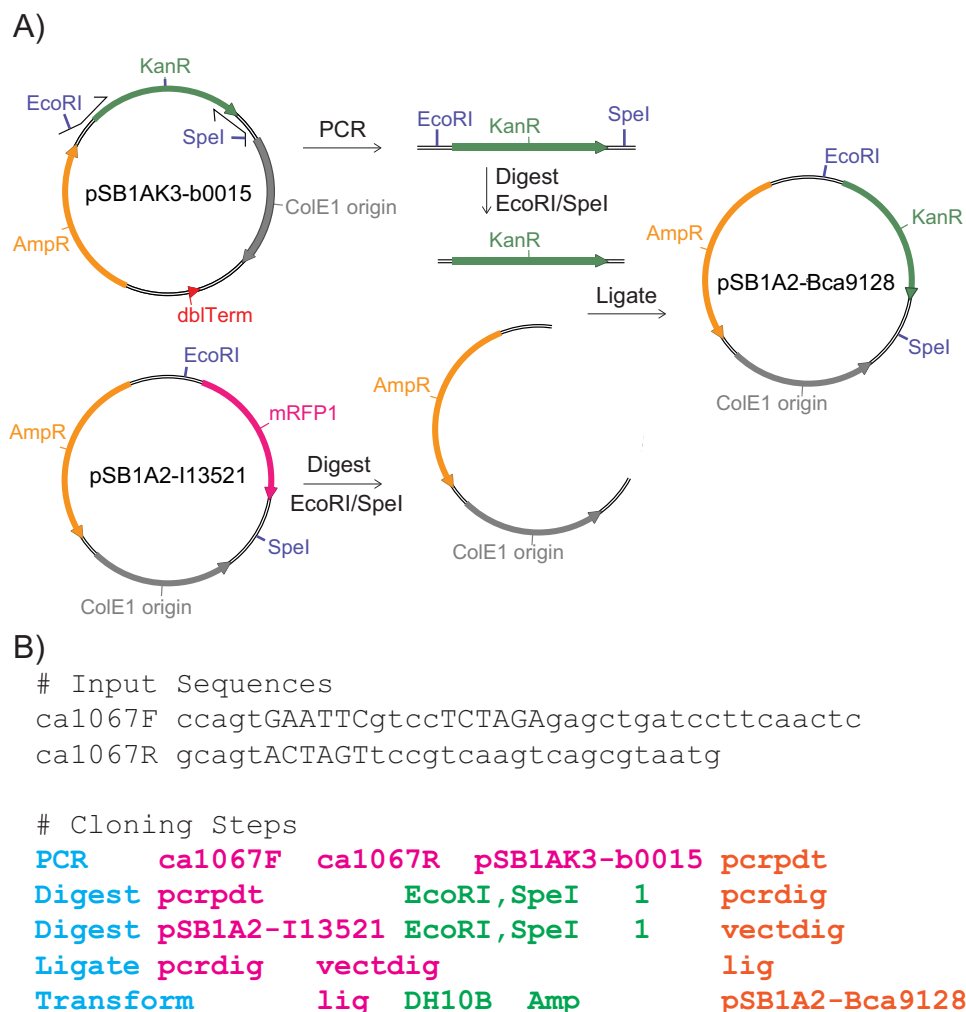 A)
KanR
EcoRI
SpeI
pSB1AK3-b0015
AmpR
ColE1 origin
dblTerm
PCR
EcoRI
KanR
SpeI
Digest
EcoRI/SpeI
KanR
Ligate
EcoRI
AmpR
KanR
pSB1A2-Bca9128
SpeI
ColE1 origin
EcoRI
AmpR
mRFP1
pSB1A2-I13521
SpeI
ColE1 origin
Digest
EcoRI/SpeI
AmpR
ColE1 origin
B)
# Input Sequences
ca1067F ccagtGAATTCgtccTCTAGAgagctgatccttcaactc
ca1067R gcagtACTAGTtccgtcaagtcagcgtaatg
# Cloning Steps
PCR ca1067F ca1067R pSB1AK3-b0015 pcrpdt
Digest pcrpdt EcoRI,SpeI 1 pcrdig
Digest pSB1A2-I13521 EcoRI,SpeI 1 vectdig
Ligate pcrdig vectdig lig
Transform lig DH10B Amp pSB1A2-Bca9128